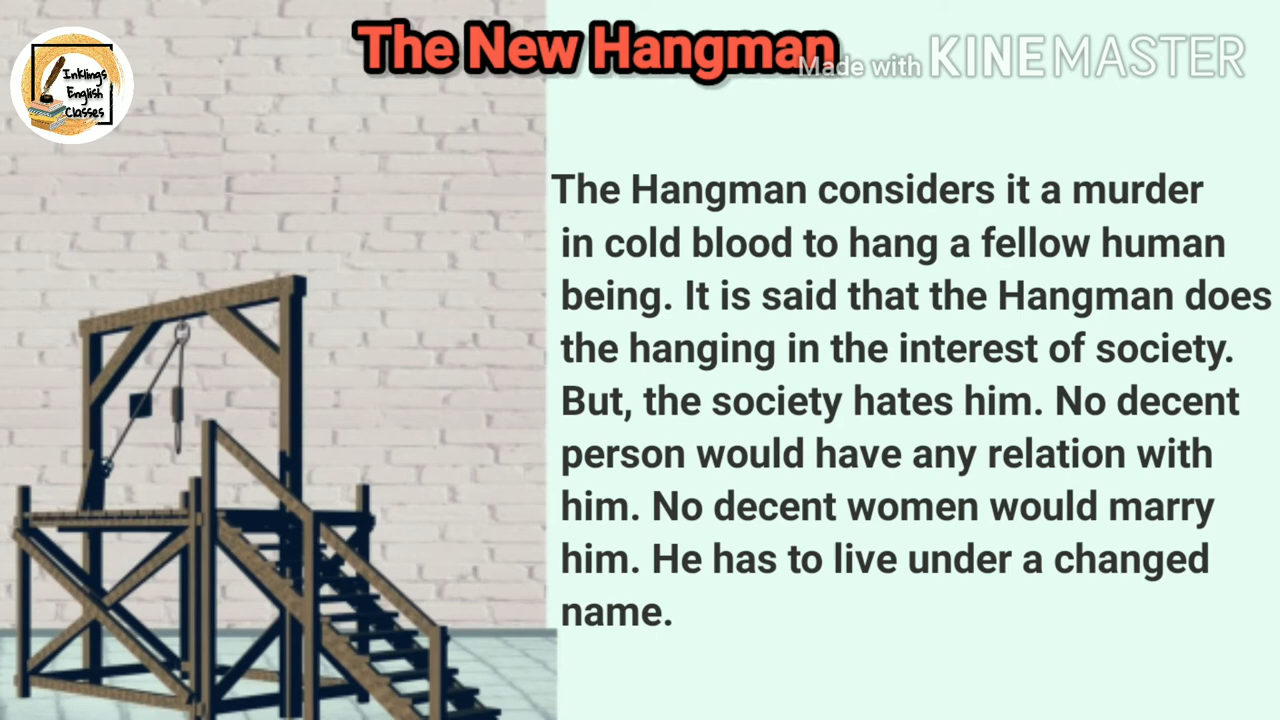 The New Hangman
Made with KINEMASTER
Inklings
English
Classes
The Hangman considers it a murder
in cold blood to hang a fellow human
being. It is said that the Hangman does
the hanging in the interest of society.
But, the society hates him. No decent
person would have any relation with
him. No decent women would marry
him. He has to live under a changed
name.